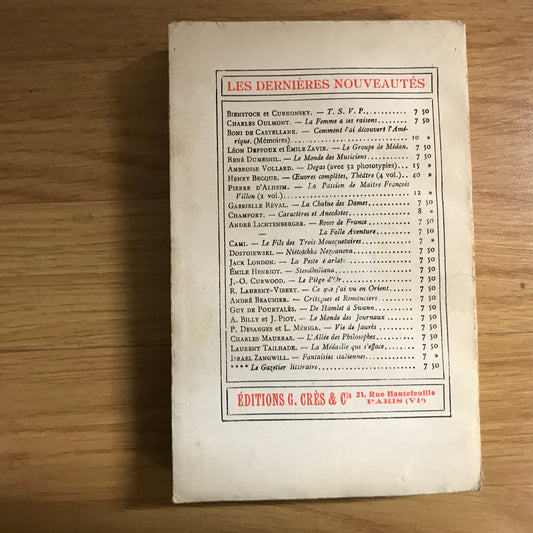 LES DERNIÈRES NOUVEAUTÉS
BIENSTOCK et CURNONSKY. — T. S. V. P. 7 50
CHARLES OULMONT. — La Femme a ses raisons 7 50
BONI DE CASTELLANE. — Comment j'ai découvert l'Amé-
rique. (Mémoires) 10 »
LÉON DEFFOUX et ÉMILE ZAVIE. — Le Groupe de Médan. 7 50
RENÉ DUMESNIL. — Le Monde des Musiciens 7 50
AMBROISE VOLLARD. — Degas (avec 32 phototypies) 15 »
HENRY BECQUE. — Œuvres complètes, Théâtre (4 vol.) 40 »
PIERRE D'ALHEIM. — La Passion de Maître François
Villon (2 vol.) 12 »
GABRIELLE RÉVAL. — La Chaîne des Dames 7 50
CHAMFORT. — Caractères et Anecdotes 8 »
ANDRÉ LICHTENBERGER. — Roses de France 7 50
— La Folle Aventure 7 50
CAMI. — Le Fils des Trois Mousquetaires 7 »
DOSTOIEWSKI. — Niétotchka Nezvanova 7 50
JACK LONDON. — La Peste écarlate 7 50
ÉMILE HENRIOT. — Stendhaliana 7 50
J.-O. CURWOOD. — Le Piège d'Or 7 50
R. LAURENT-VIBERT. — Ce que j'ai vu en Orient 7 50
ANDRÉ BEAUNIER. — Critiques et Romanciers 7 50
GUY DE POURTALÈS. — De Hamlet à Swann 7 50
A. BILLY et J. PIOT. — Le Monde des Journaux 7 50
P. DESANGES et L. MÉRIGA. — Vie de Jaurès 7 50
CHARLES MAURRAS. — L'Allée des Philosophes 7 50
LAURENT TAILHADE. — La Médaille qui s'efface 7 50
ISRAEL ZANGWILL. — Fantaisies italiennes 7 »
**** Le Gazetier littéraire 7 50
ÉDITIONS G. CRÈS & Cie 21, Rue Hautefeuille
PARIS (VIe)